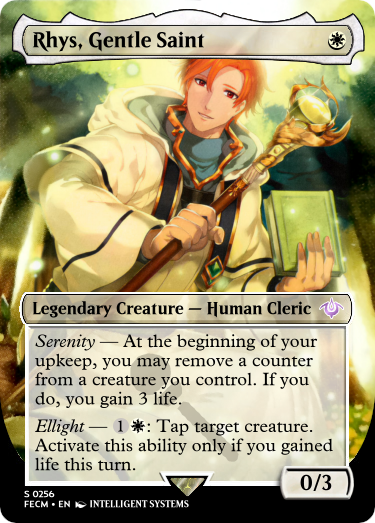 Rhys, Gentle Saint
Legendary Creature — Human Cleric
Serenity — At the beginning of your
upkeep, you may remove a counter
from a creature you control. If you
do, you gain 3 life.
Ellight — 1 : Tap target creature.
Activate this ability only if you gained
life this turn.
0/3
S 0256
FECM • EN INTELLIGENT SYSTEMS